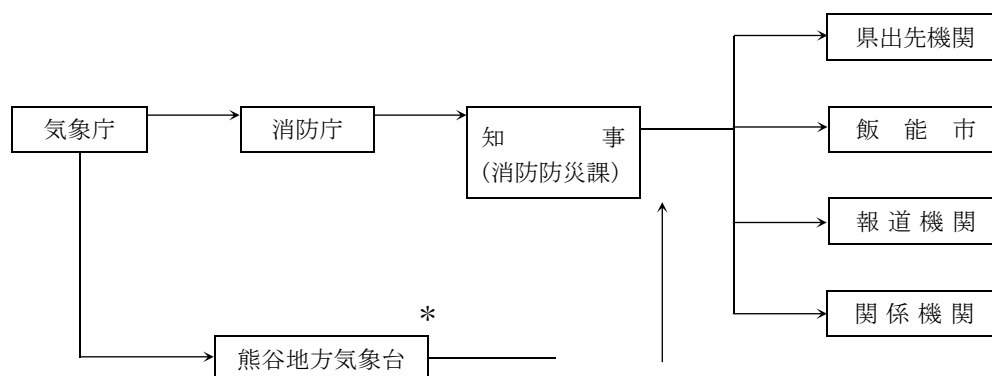 県出先機関
気象庁
消防庁
知 事
(消防防災課)
飯 能 市
報 道 機 関
関 係 機 関
*
熊谷地方気象台